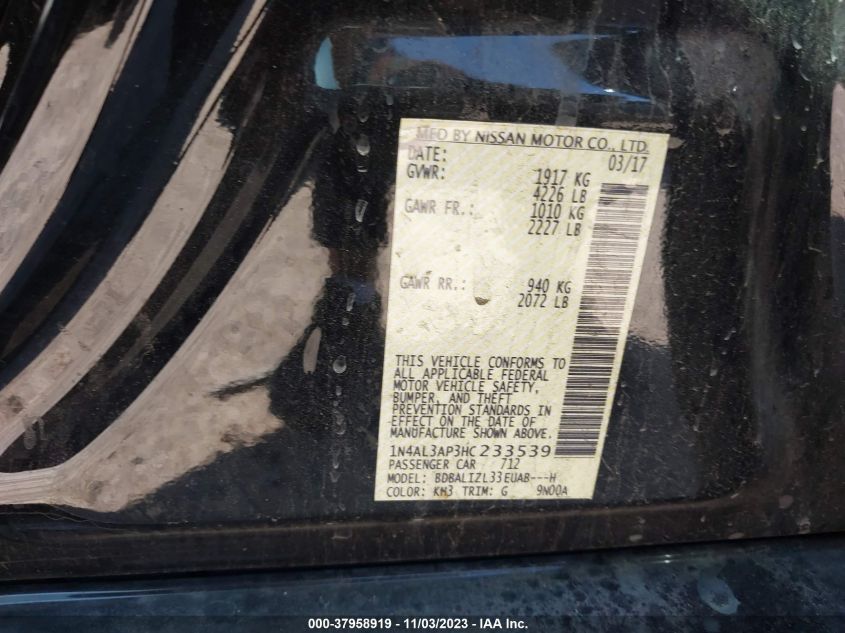 MFD BY NISSAN MOTOR CO., LTD.
DATE: 03/17
GVWR: 1917 KG
4226 LB
GAWR FR.: 1010 KG
2227 LB
GAWR RR.: 940 KG
2072 LB
THIS VEHICLE CONFORMS TO
ALL APPLICABLE FEDERAL
MOTOR VEHICLE SAFETY,
BUMPER, AND THEFT
PREVENTION STANDARDS IN
EFFECT ON THE DATE OF
MANUFACTURE SHOWN ABOVE.
1N4AL3AP3HC233539
PASSENGER CAR 712
MODEL: BDBALIZL33EUAB---H
COLOR: KH3 TRIM: G 9N00A
000-37958919 - 11/03/2023 - IAA Inc.